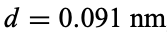 d = 0.091 nm